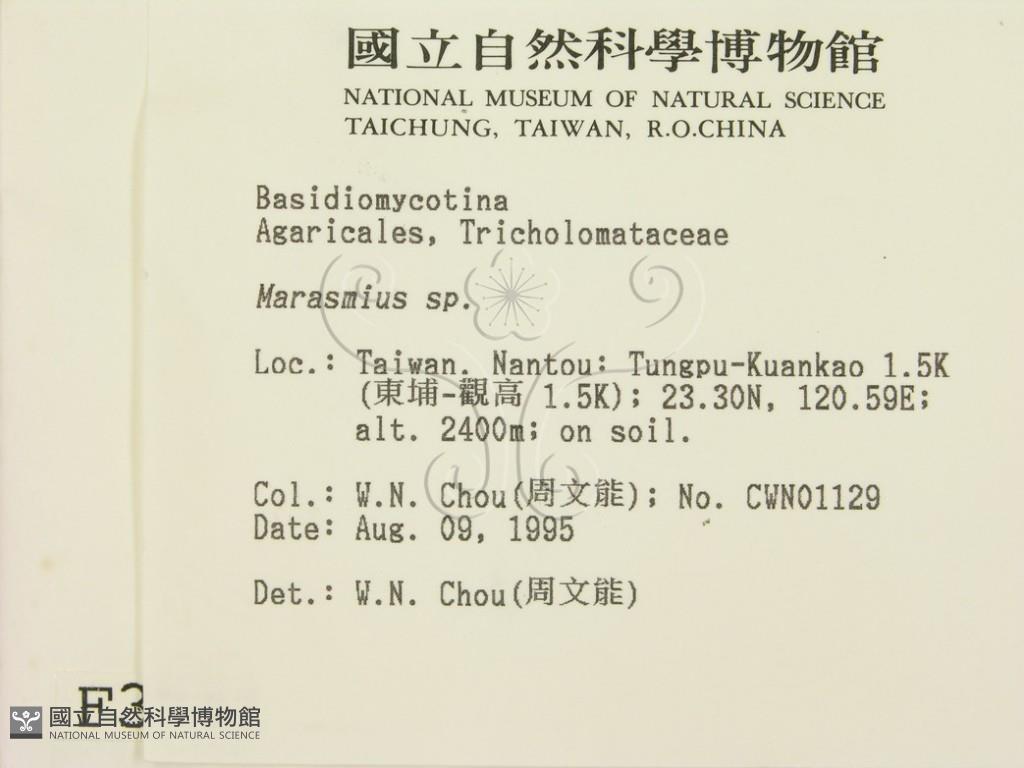 國立自然科學博物館
NATIONAL MUSEUM OF NATURAL SCIENCE
TAICHUNG, TAIWAN, R.O.CHINA
Basidiomycotina
Agaricales, Tricholomataceae
Marasmius sp.
Loc.: Taiwan. Nantou: Tungpu-Kuankao 1.5K
(東埔-觀高 1.5K); 23.30N, 120.59E;
alt. 2400m; on soil.
Col.: W.N. Chou(周文能); No. CWN01129
Date: Aug. 09, 1995
Det.: W.N. Chou(周文能)
F3
國立自然科學博物館
NATIONAL MUSEUM OF NATURAL SCIENCE